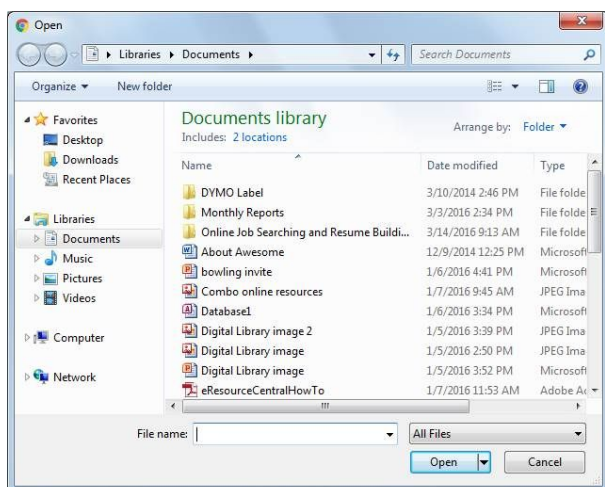 Open
Libraries Documents
Search Documents
Organize New folder
Favorites
Desktop
Downloads
Recent Places
Libraries
Documents
Music
Pictures
Videos
Computer
Network
Documents library
Includes: 2 locations
Arrange by: Folder
Name Date modified Type
DYMO Label 3/10/2014 2:46 PM File folde
Monthly Reports 3/3/2016 2:34 PM File folde
Online Job Searching and Resume Buildi... 3/14/2016 9:13 AM File folde
About Awesome 12/9/2014 12:25 PM Microsoft
bowling invite 1/6/2016 4:41 PM Microsoft
Combo online resources 1/7/2016 9:45 AM JPEG Ima
Database1 1/6/2016 3:34 PM Microsoft
Digital Library image 2 1/5/2016 3:39 PM JPEG Ima
Digital Library image 1/5/2016 2:50 PM JPEG Ima
Digital Library image 1/5/2016 3:52 PM Microsoft
eResourceCentralHowTo 1/7/2016 11:53 AM Adobe Ac
File name: All Files
Open Cancel